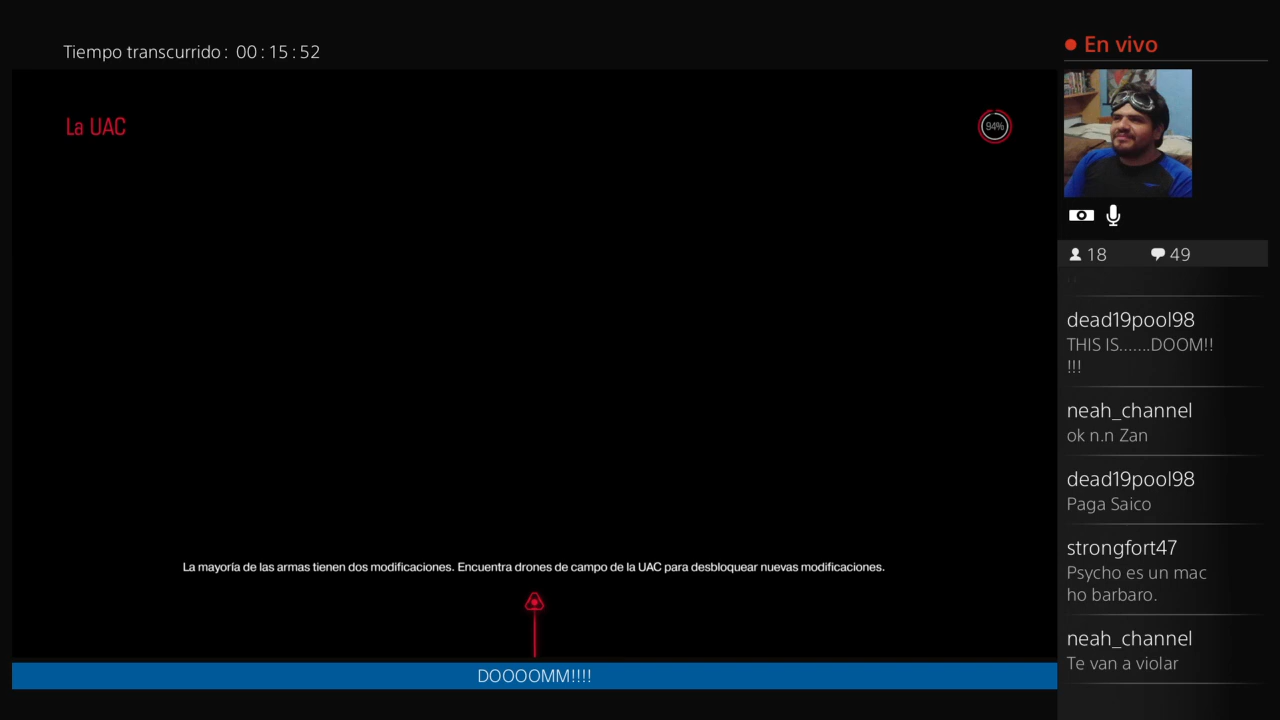 Tiempo transcurrido: 00:15:52
En vivo
La UAC
94%
18 49
dead19pool98
THIS IS.......DOOM!!
!!!
neah_channel
ok n.n Zan
dead19pool98
Paga Saico
strongfort47
Psycho es un mac
ho barbaro.
neah_channel
Te van a violar
La mayoría de las armas tienen dos modificaciones. Encuentra drones de campo de la UAC para desbloquear nuevas modificaciones.
DOOOOMM!!!!